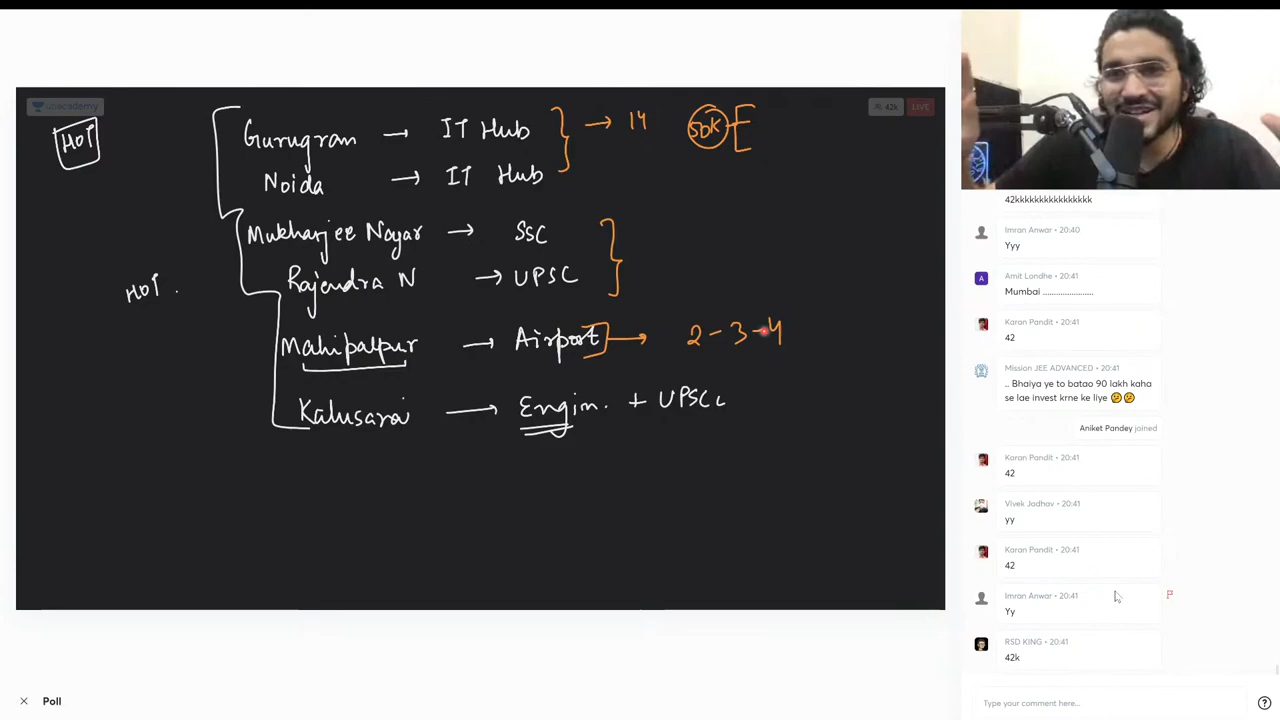 unacademy
42k
LIVE
HOT
Gurugram → IT Hub → 14 50k
Noida → IT Hub
Mukharjee Nagar → SSC
Rajendra N → UPSC
HOT.
Mahipalpur → Airport → 2-3-4
Kalusarai → Engin. + UPSC
42kkkkkkkkkkkkkkkk
Imran Anwar • 20:40
Yyy
A
Amit Londhe • 20:41
Mumbai ......................
Karan Pandit • 20:41
42
Mission JEE ADVANCED • 20:41
.. Bhaiya ye to batao 90 lakh kaha
se lae invest krne ke liye 😕😕
Aniket Pandey joined
Karan Pandit • 20:41
42
Vivek Jadhav • 20:41
yy
Karan Pandit • 20:41
42
Imran Anwar • 20:41
Yy
RSD KING • 20:41
42k
× Poll
Type your comment here...
?